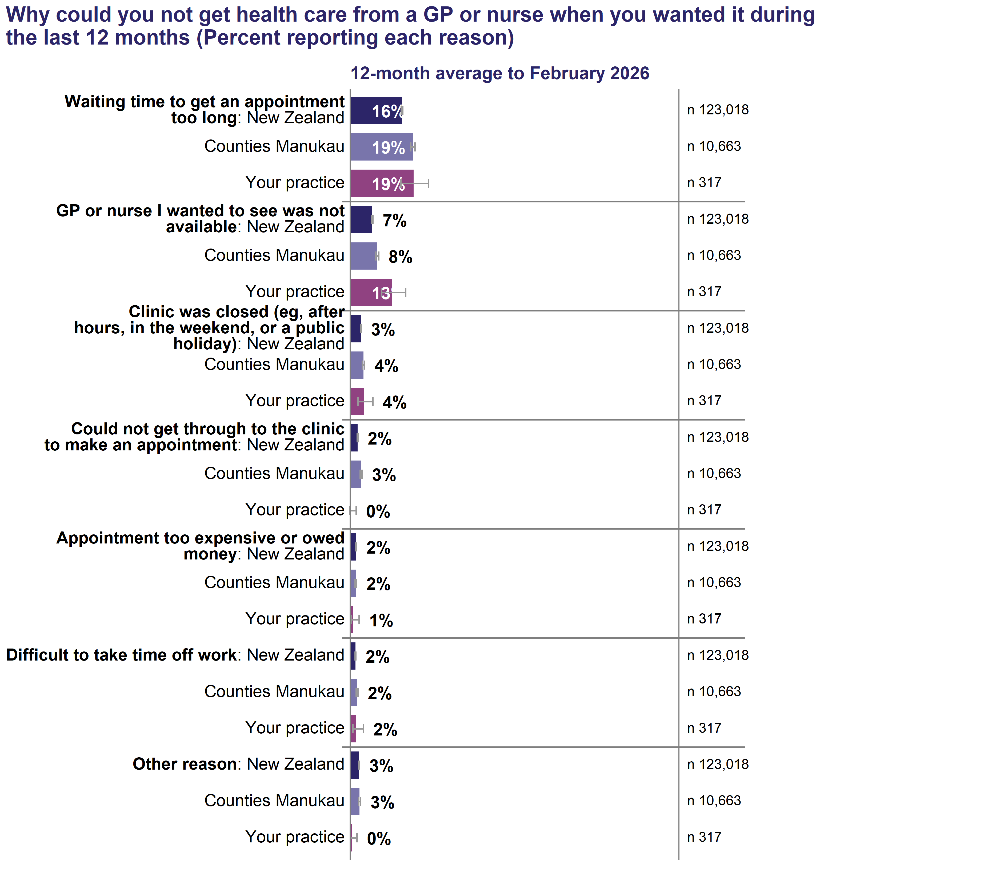 Why could you not get health care from a GP or nurse when you wanted it during
the last 12 months (Percent reporting each reason)
12-month average to February 2026
Waiting time to get an appointment
too long: New Zealand 16% n 123,018
Counties Manukau 19% n 10,663
Your practice 19% n 317
GP or nurse I wanted to see was not
available: New Zealand 7% n 123,018
Counties Manukau 8% n 10,663
Your practice 13% n 317
Clinic was closed (eg, after
hours, in the weekend, or a public
holiday): New Zealand 3% n 123,018
Counties Manukau 4% n 10,663
Your practice 4% n 317
Could not get through to the clinic
to make an appointment: New Zealand 2% n 123,018
Counties Manukau 3% n 10,663
Your practice 0% n 317
Appointment too expensive or owed
money: New Zealand 2% n 123,018
Counties Manukau 2% n 10,663
Your practice 1% n 317
Difficult to take time off work: New Zealand 2% n 123,018
Counties Manukau 2% n 10,663
Your practice 2% n 317
Other reason: New Zealand 3% n 123,018
Counties Manukau 3% n 10,663
Your practice 0% n 317